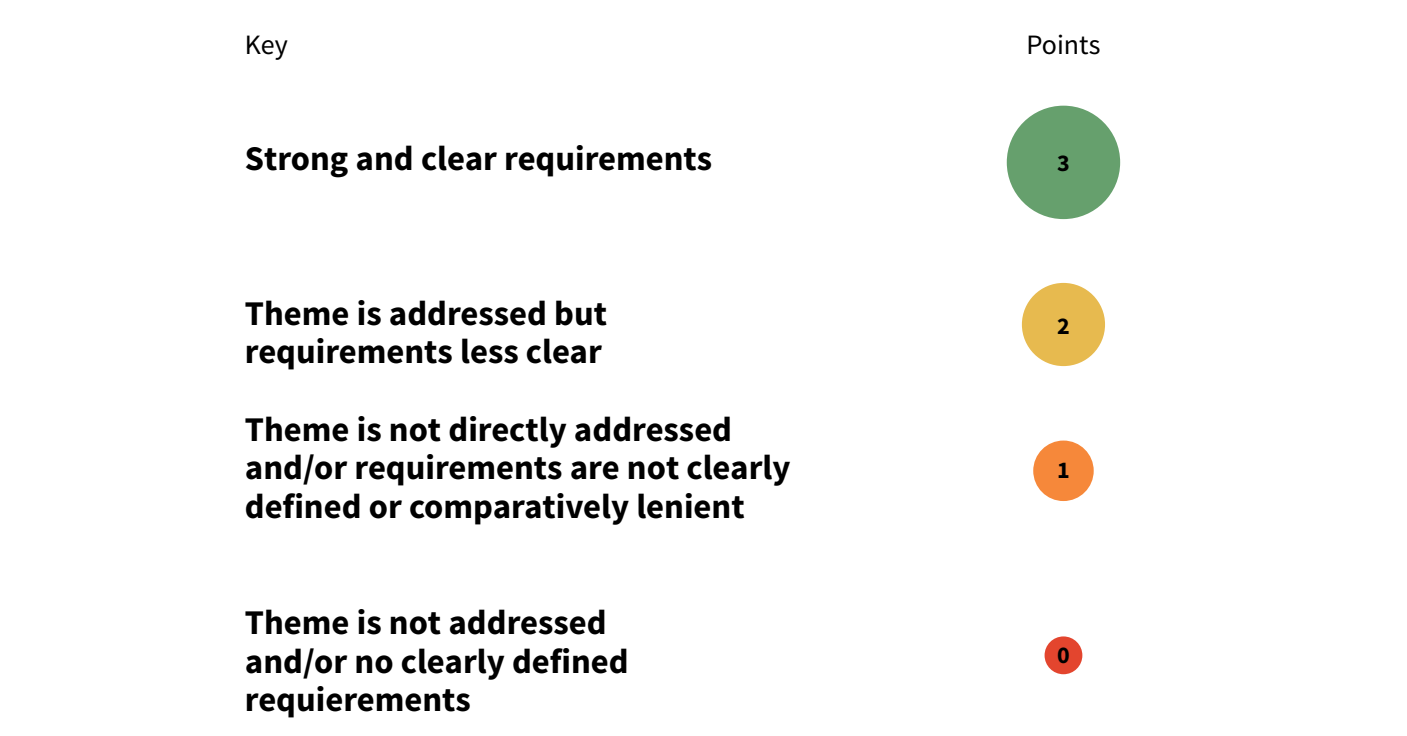 Key Points
Strong and clear requirements 3
Theme is addressed but
requirements less clear 2
Theme is not directly addressed
and/or requirements are not clearly 1
defined or comparatively lenient
Theme is not addressed
and/or no clearly defined 0
requierements